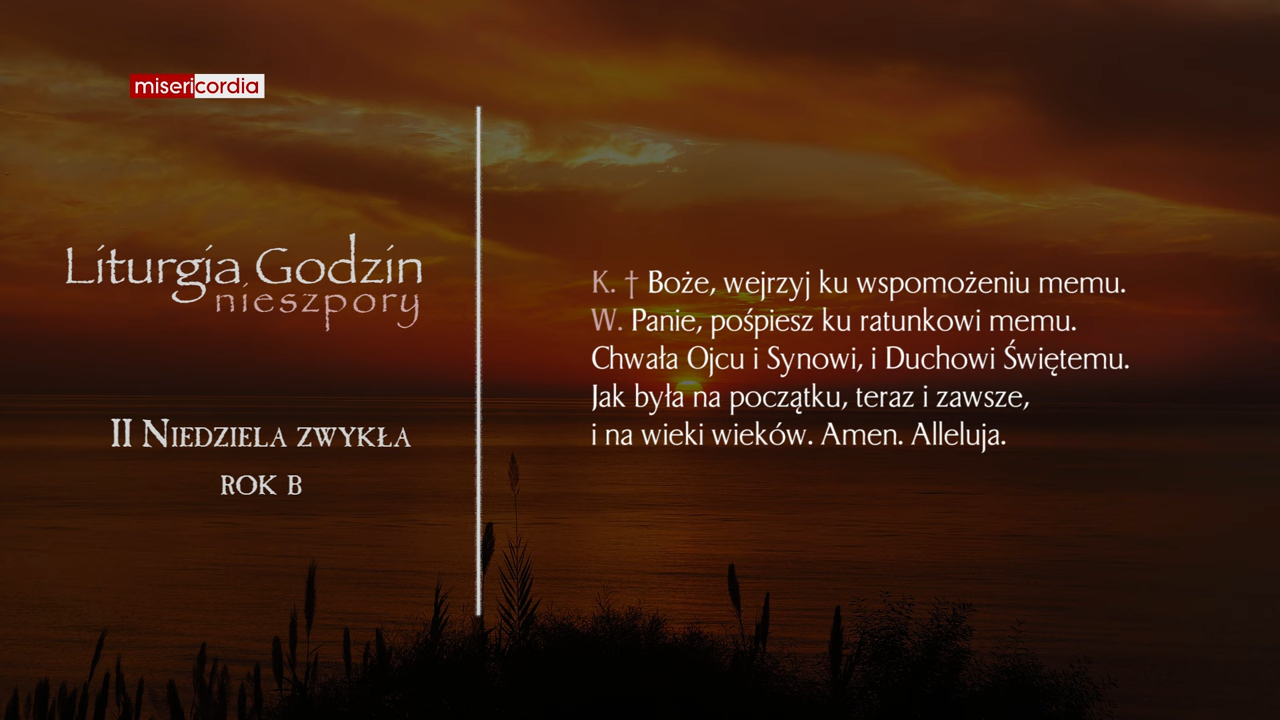 misericordia
Liturgia Godzin
nieszpory
II Niedziela zwykła
rok B
K. † Boże, wejrzyj ku wspomożeniu memu.
W. Panie, pośpiesz ku ratunkowi memu.
Chwała Ojcu i Synowi, i Duchowi Świętemu.
Jak była na początku, teraz i zawsze,
i na wieki wieków. Amen. Alleluja.